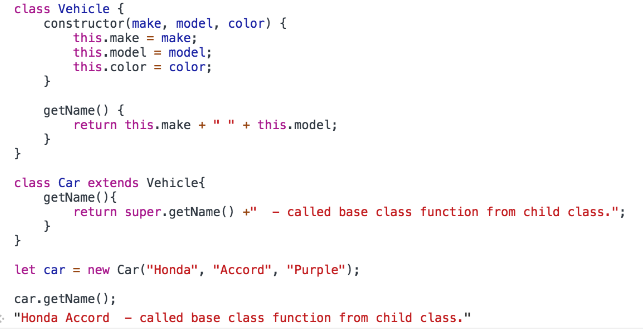 class Vehicle {
    constructor(make, model, color) {
        this.make = make;
        this.model = model;
        this.color = color;
    }

    getName() {
        return this.make + " " + this.model;
    }
}

class Car extends Vehicle{
    getName(){
        return super.getName() +"  - called base class function from child class.";
    }
}

let car = new Car("Honda", "Accord", "Purple");

car.getName();
"Honda Accord  - called base class function from child class."